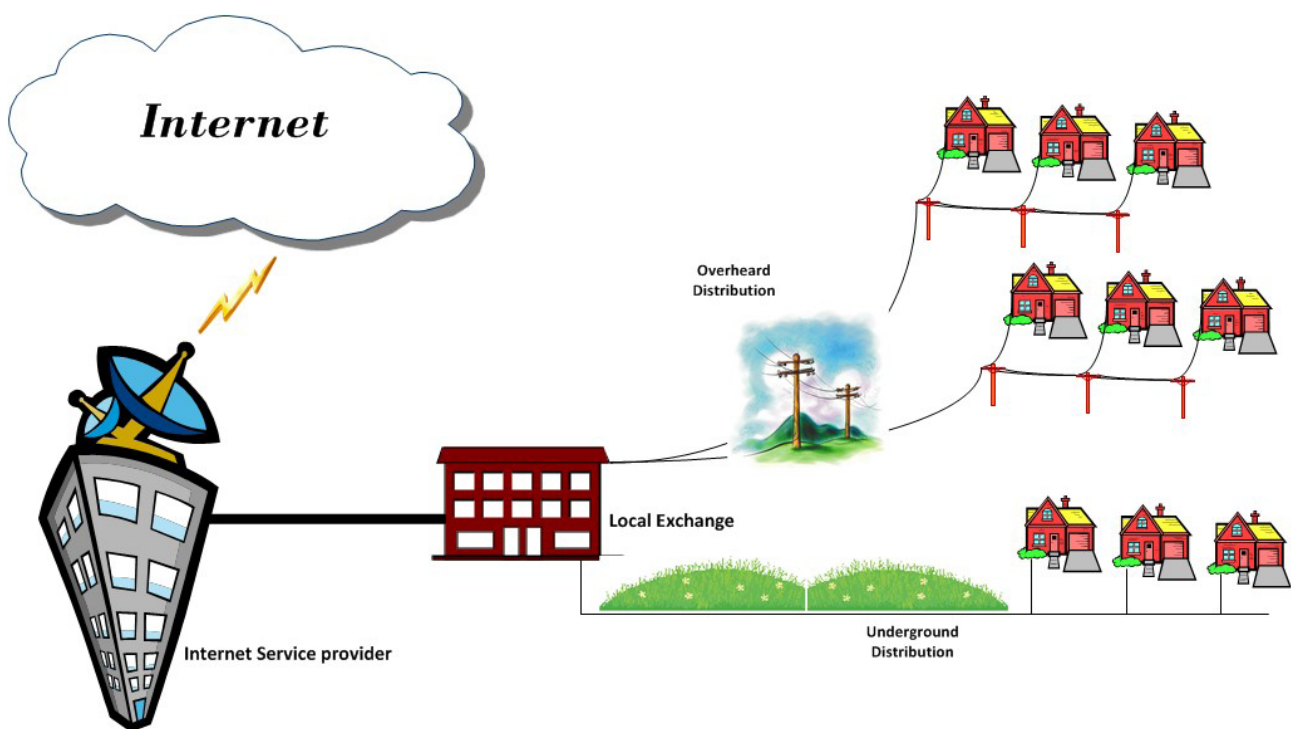 Internet
Overheard
Distribution
Local Exchange
Underground
Distribution
Internet Service provider